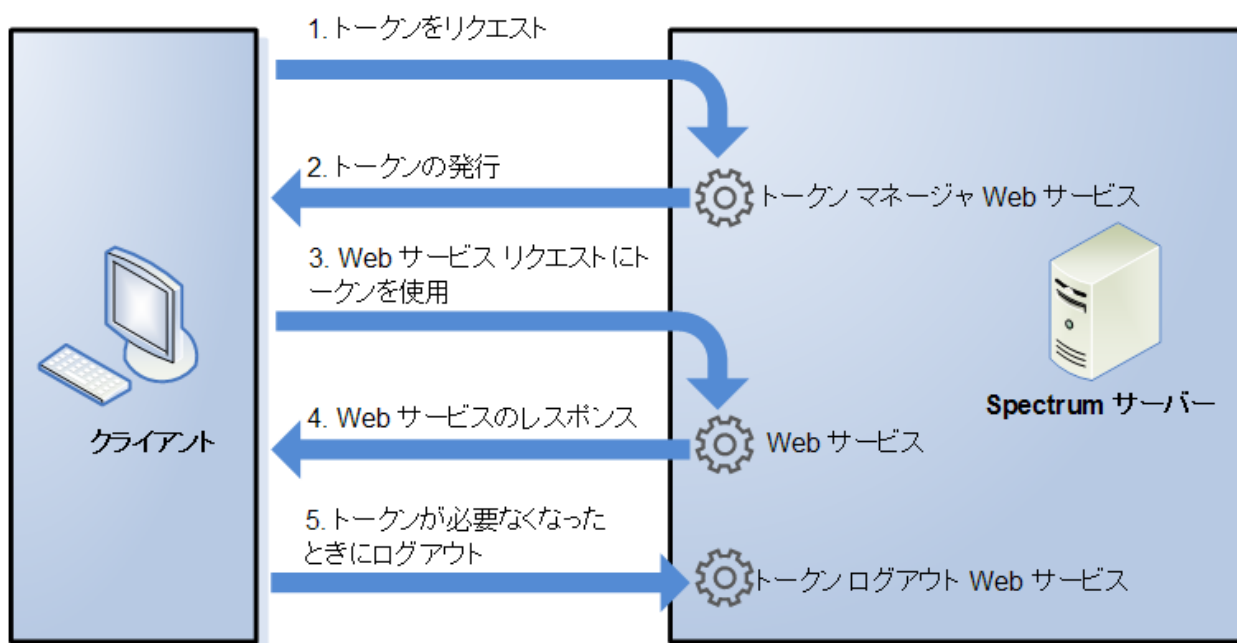 1. トークンをリクエスト
2. トークンの発行
トークン マネージャ Web サービス
3. Web サービス リクエストにト
ークンを使用
Spectrum サーバー
4. Web サービスのレスポンス
クライアント
Web サービス
5. トークンが必要なくなった
ときにログアウト
トークン ログアウト Web サービス